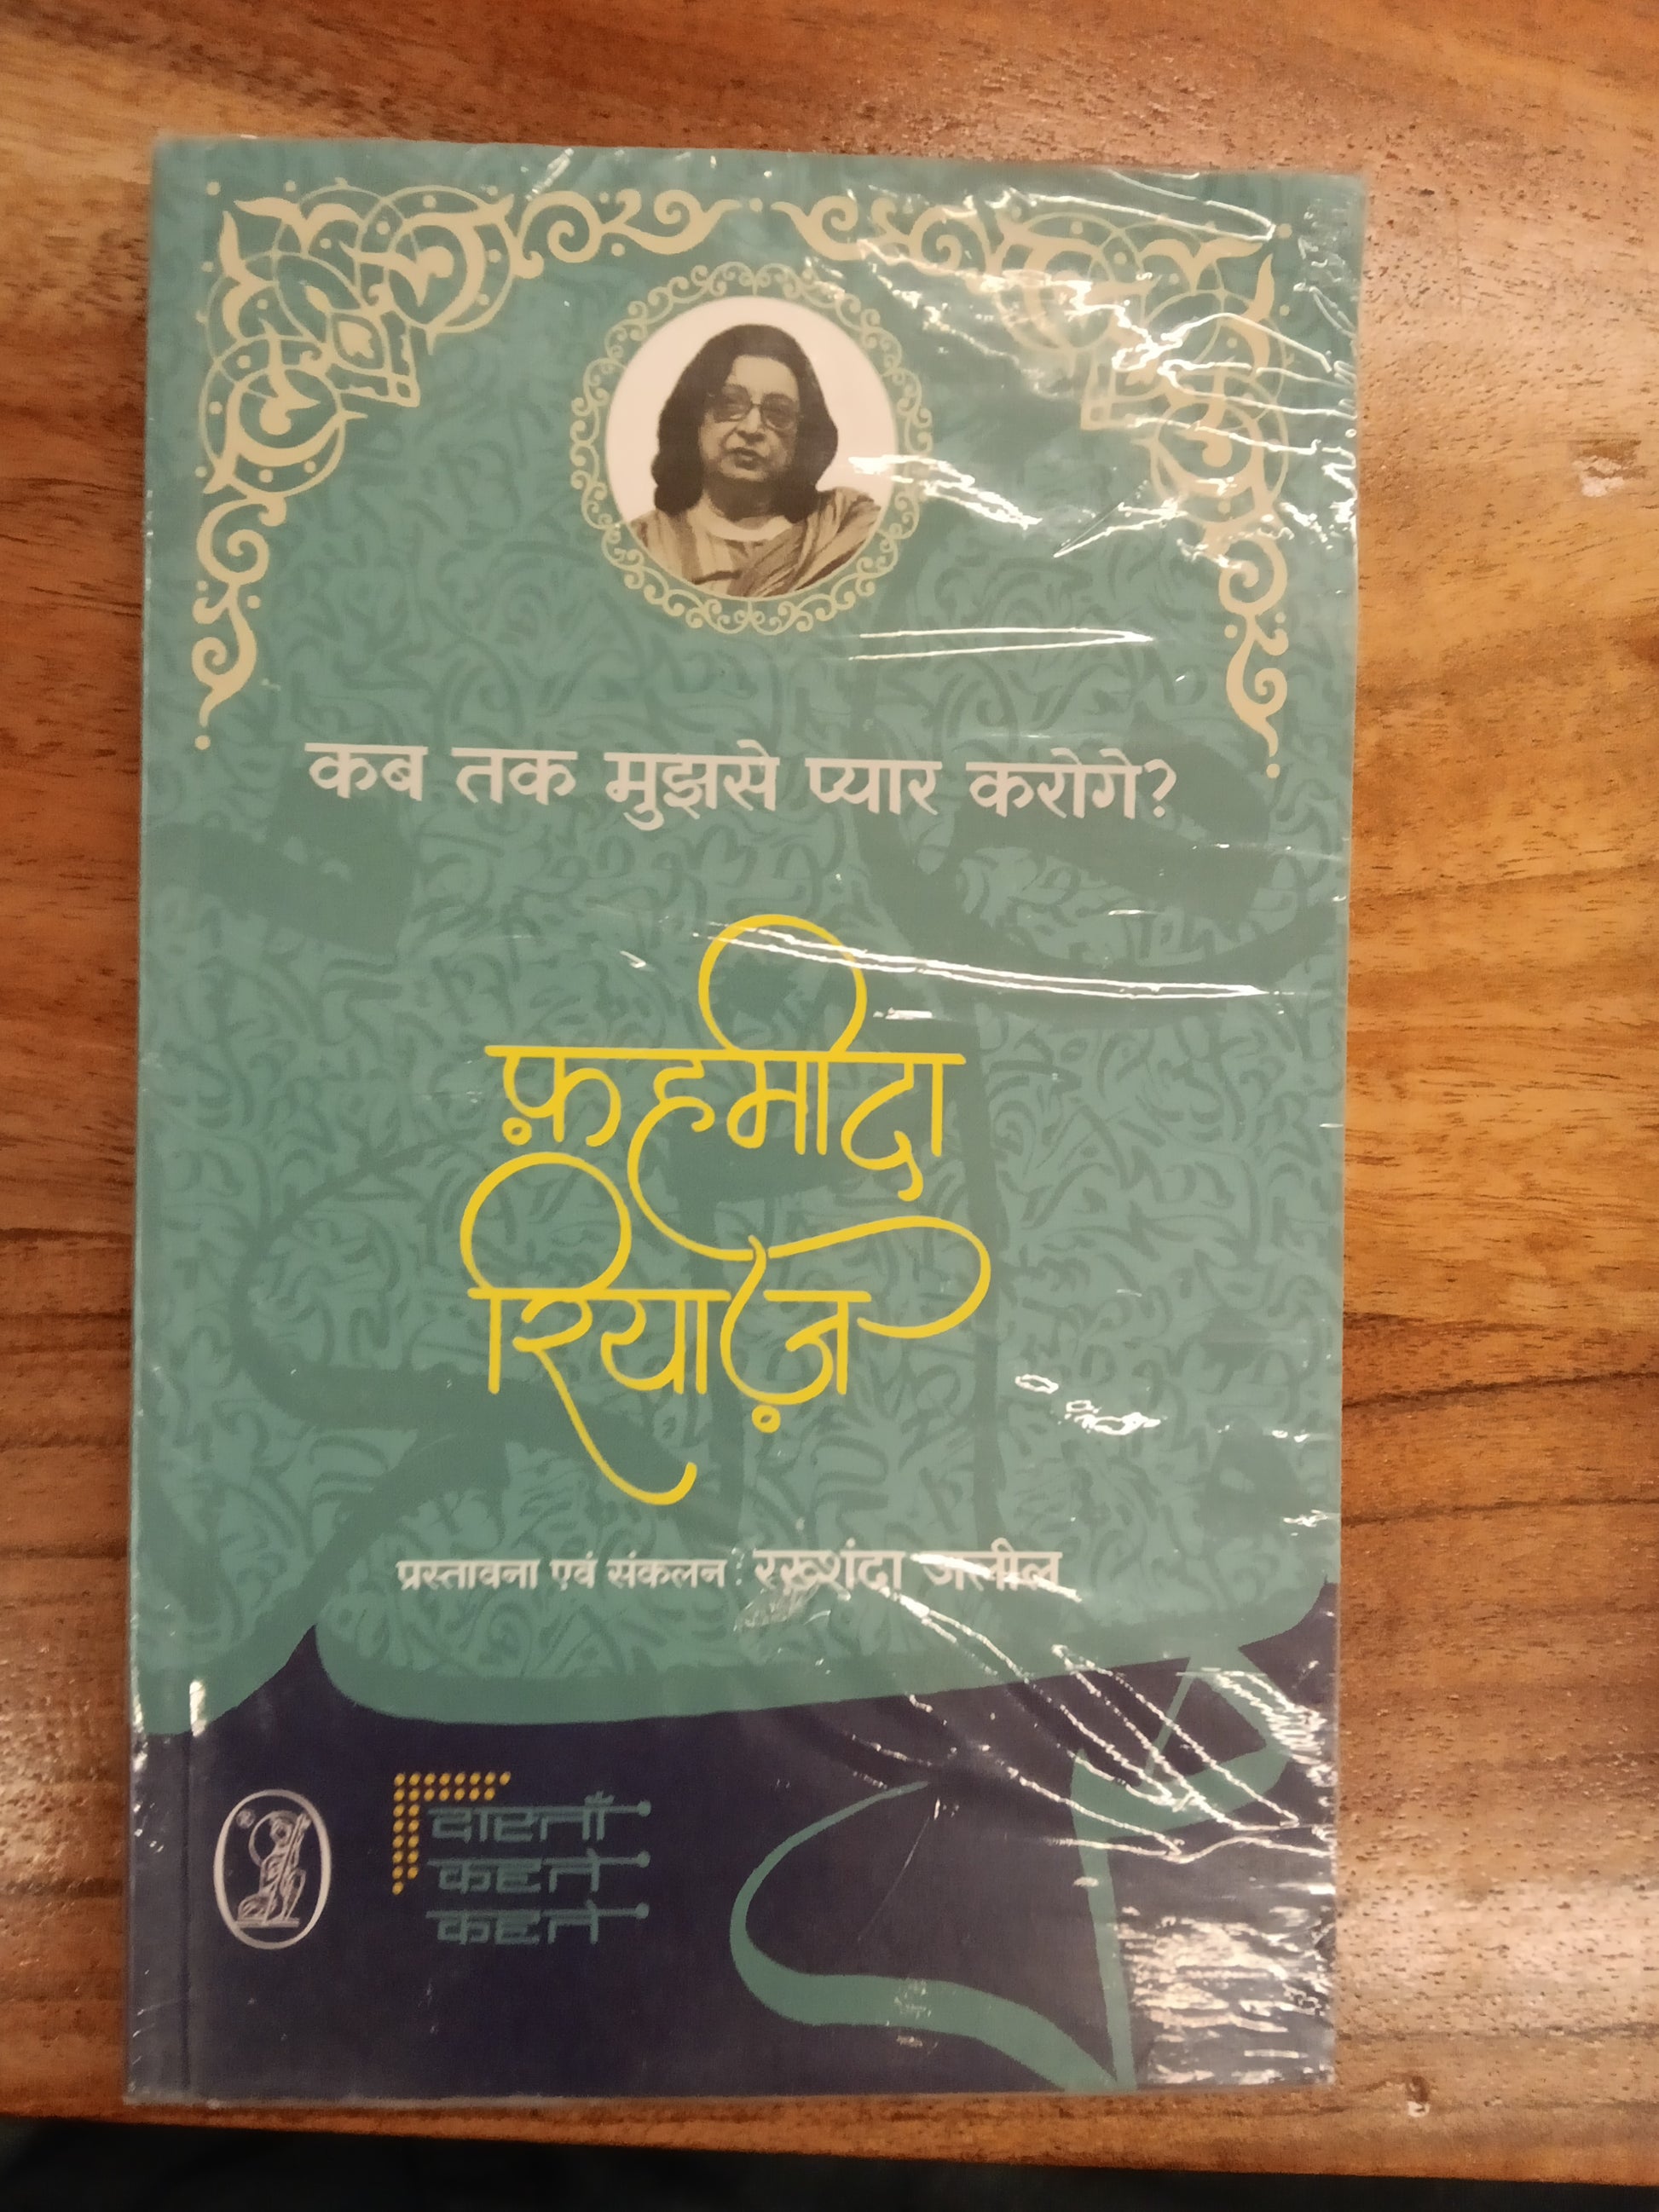 कब तक मुझसे प्यार करोगे?
फ़हमीदा
रियाज़
प्रस्तावना एवं संकलन : रख़्शंदा जलील
दास्ताँ
कहते
कहते